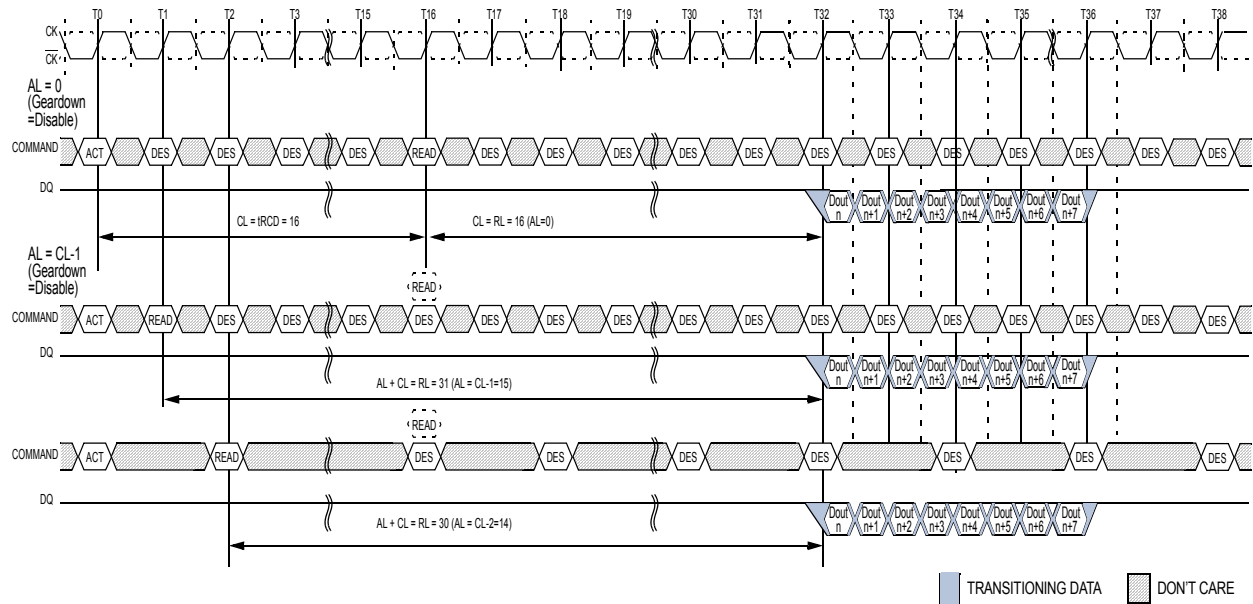 T0 T1 T2 T3 T15 T16 T17 T18 T19 T30 T31 T32 T33 T34 T35 T36 T37 T38
CK
CK
AL = 0
(Geardown
=Disable)
COMMAND ACT DES DES DES DES READ DES DES DES DES DES DES DES DES DES DES DES DES
DQ
Dout n Dout n+1 Dout n+2 Dout n+3 Dout n+4 Dout n+5 Dout n+6 Dout n+7
CL = tRCD = 16 CL = RL = 16 (AL=0)
AL = CL-1
(Geardown
=Disable)
READ
COMMAND ACT READ DES DES DES DES DES DES DES DES DES DES DES DES DES DES DES DES
DQ
Dout n Dout n+1 Dout n+2 Dout n+3 Dout n+4 Dout n+5 Dout n+6 Dout n+7
AL + CL = RL = 31 (AL = CL-1=15)
READ
COMMAND ACT READ DES DES DES DES DES DES DES
DQ
Dout n Dout n+1 Dout n+2 Dout n+3 Dout n+4 Dout n+5 Dout n+6 Dout n+7
AL + CL = RL = 30 (AL = CL-2=14)
TRANSITIONING DATA DON'T CARE